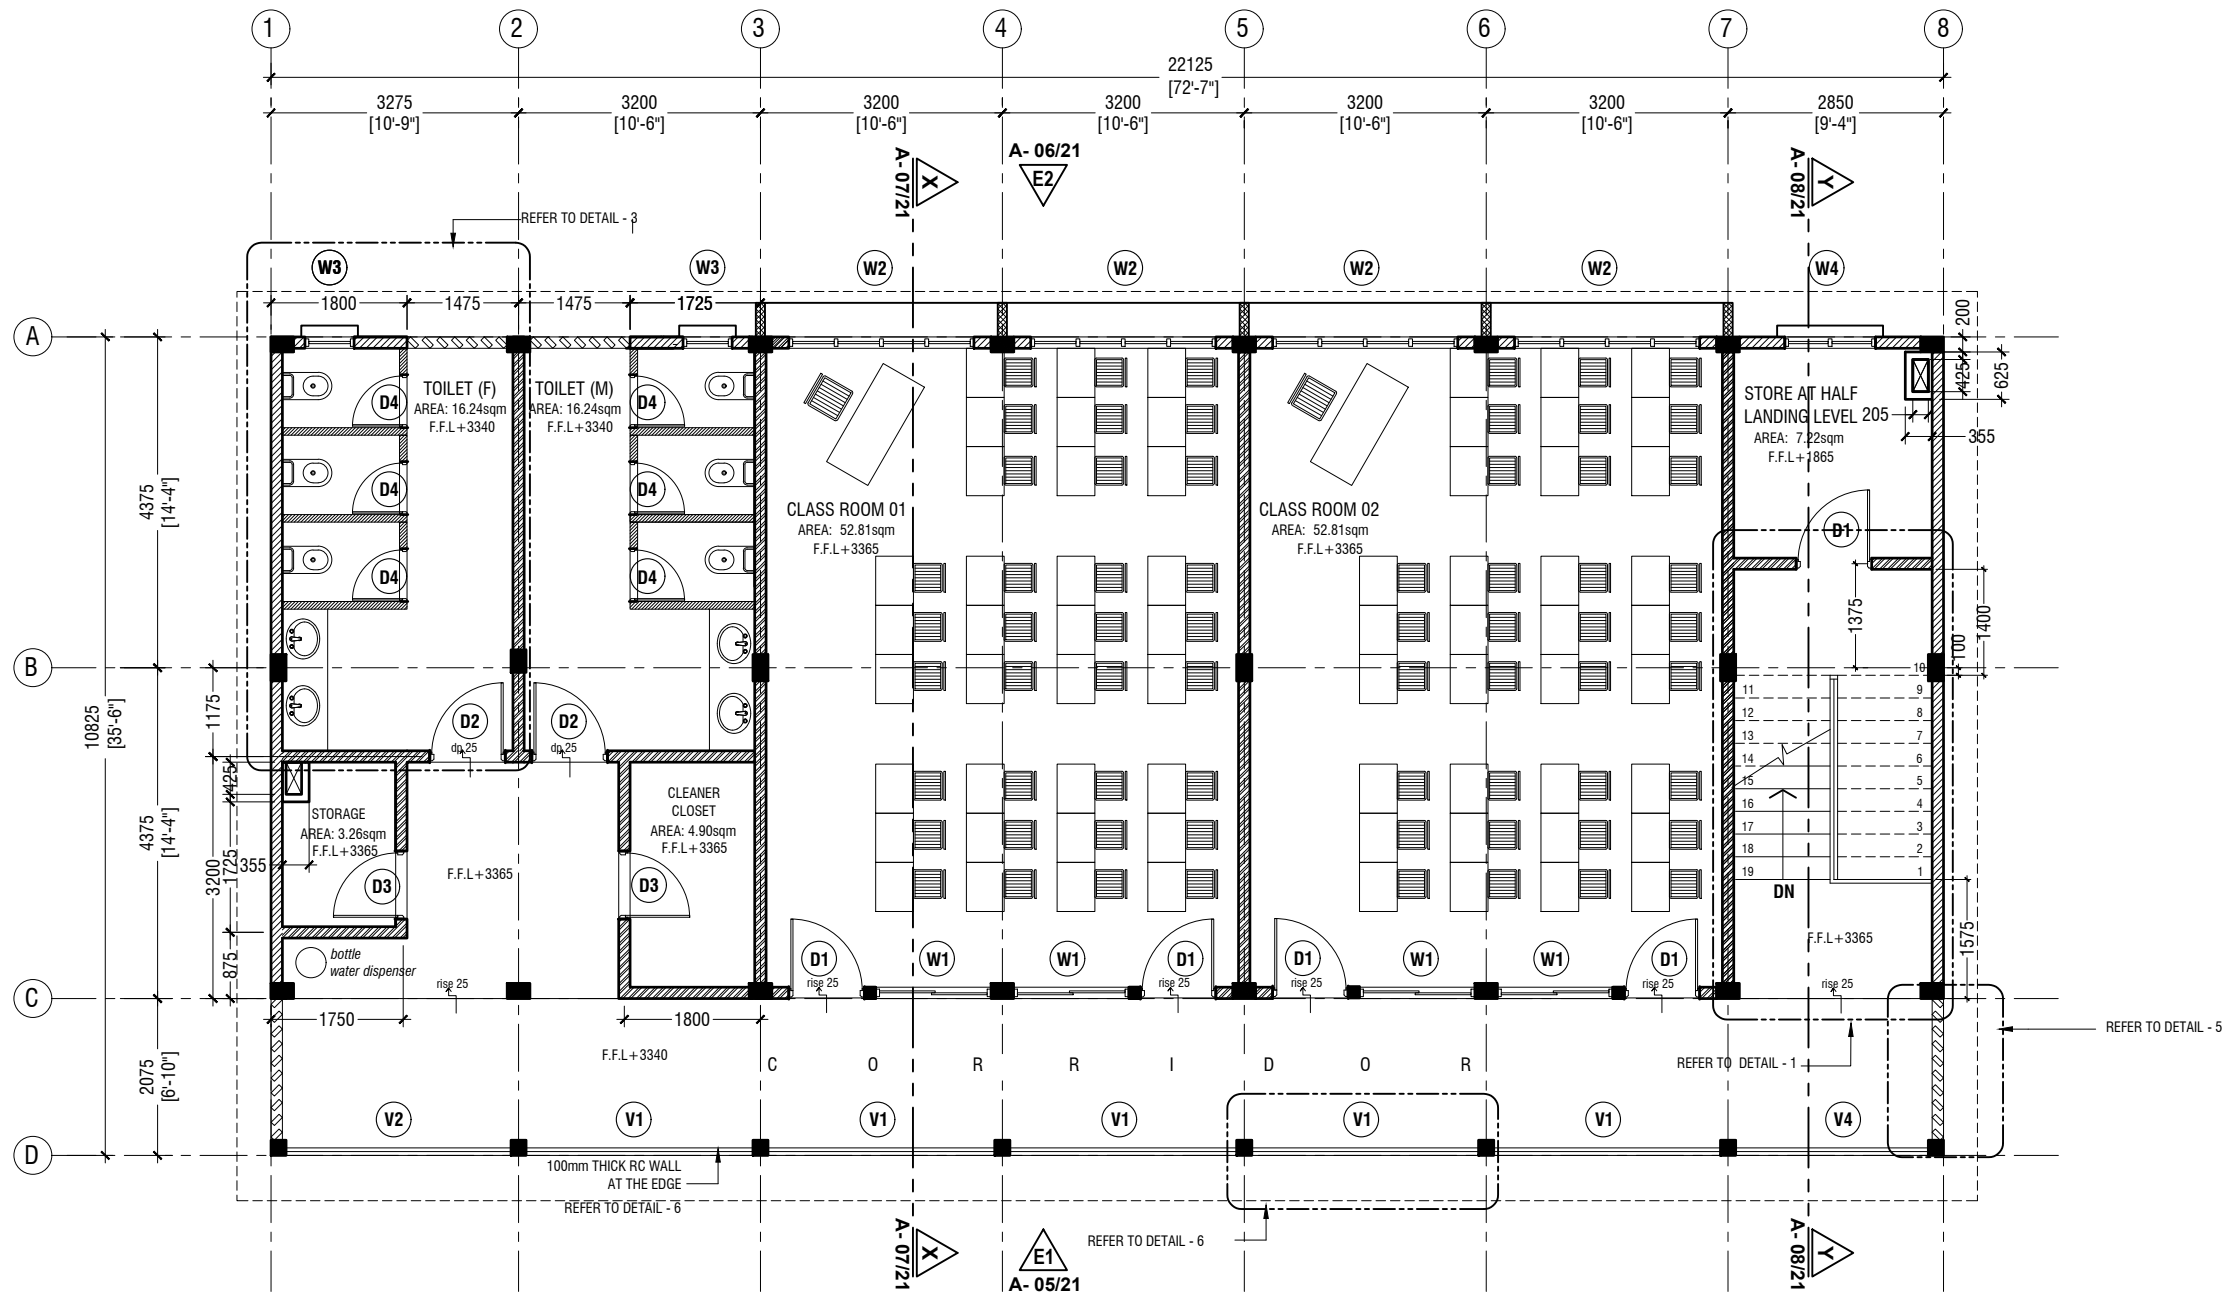 1 2 3 4 5 6 7 8
22125
[72'-7"]
3275 3200 3200 3200 3200 3200 2850
[10'-9"] [10'-6"] [10'-6"] [10'-6"] [10'-6"] [10'-6"] [9'-4"]
A- 07/21
X
A- 06/21
E2
A- 08/21
Y
REFER TO DETAIL - 3
W3 W3 W2 W2 W2 W2 W4
1800 1475 1475 1725
A
200
425
625
205
355
TOILET (F)
AREA: 16.24sqm
F.F.L+3340
TOILET (M)
AREA: 16.24sqm
F.F.L+3340
D4 D4
D4 D4
D4 D4
STORE AT HALF
LANDING LEVEL
AREA: 7.22sqm
F.F.L+1865
CLASS ROOM 01
AREA: 52.81sqm
F.F.L+3365
CLASS ROOM 02
AREA: 52.81sqm
F.F.L+3365
D1
4375
[14'-4"]
1375
1400
100
B
10825
[35'-6"]
1175
D2 D2
dp 25 dp 25
10
11 9
12 8
13 7
14 6
15 5
16 4
17 3
18 2
19 1
DN
4375
[14'-4"]
3200
425
1725
875
355
STORAGE
AREA: 3.26sqm
F.F.L+3365
CLEANER
CLOSET
AREA: 4.90sqm
F.F.L+3365
F.F.L+3365
D3 D3
F.F.L+3365
1575
bottle
water dispenser
D1 W1 W1 D1 D1 W1 W1 D1
rise 25 rise 25 rise 25 rise 25 rise 25 rise 25
C
1750 1800
2075
[6'-10"]
F.F.L+3340
C O R R I D O R
REFER TO DETAIL - 1
REFER TO DETAIL - 5
V2 V1 V1 V1 V1 V1 V4
D
100mm THICK RC WALL
AT THE EDGE
REFER TO DETAIL - 6
REFER TO DETAIL - 6
A- 07/21
X
E1
A- 05/21
A- 08/21
Y